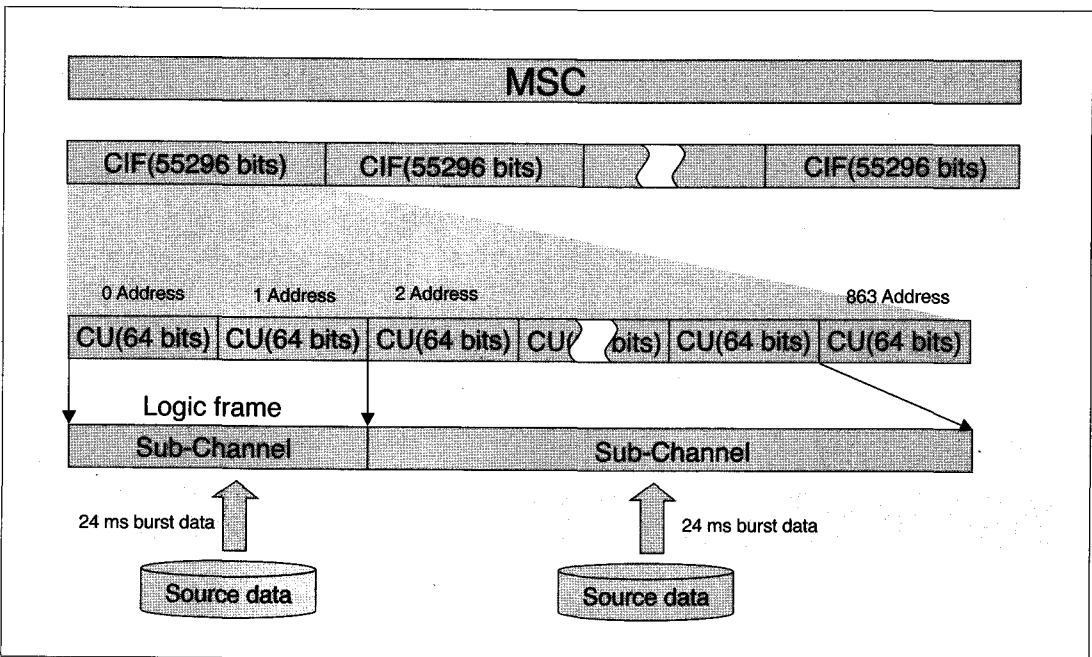 MSC
CIF(55296 bits) CIF(55296 bits) CIF(55296 bits)
0 Address 1 Address 2 Address 863 Address
CU(64 bits) CU(64 bits) CU(64 bits) CU( bits) CU(64 bits) CU(64 bits)
Logic frame
Sub-Channel Sub-Channel
24 ms burst data 24 ms burst data
Source data Source data